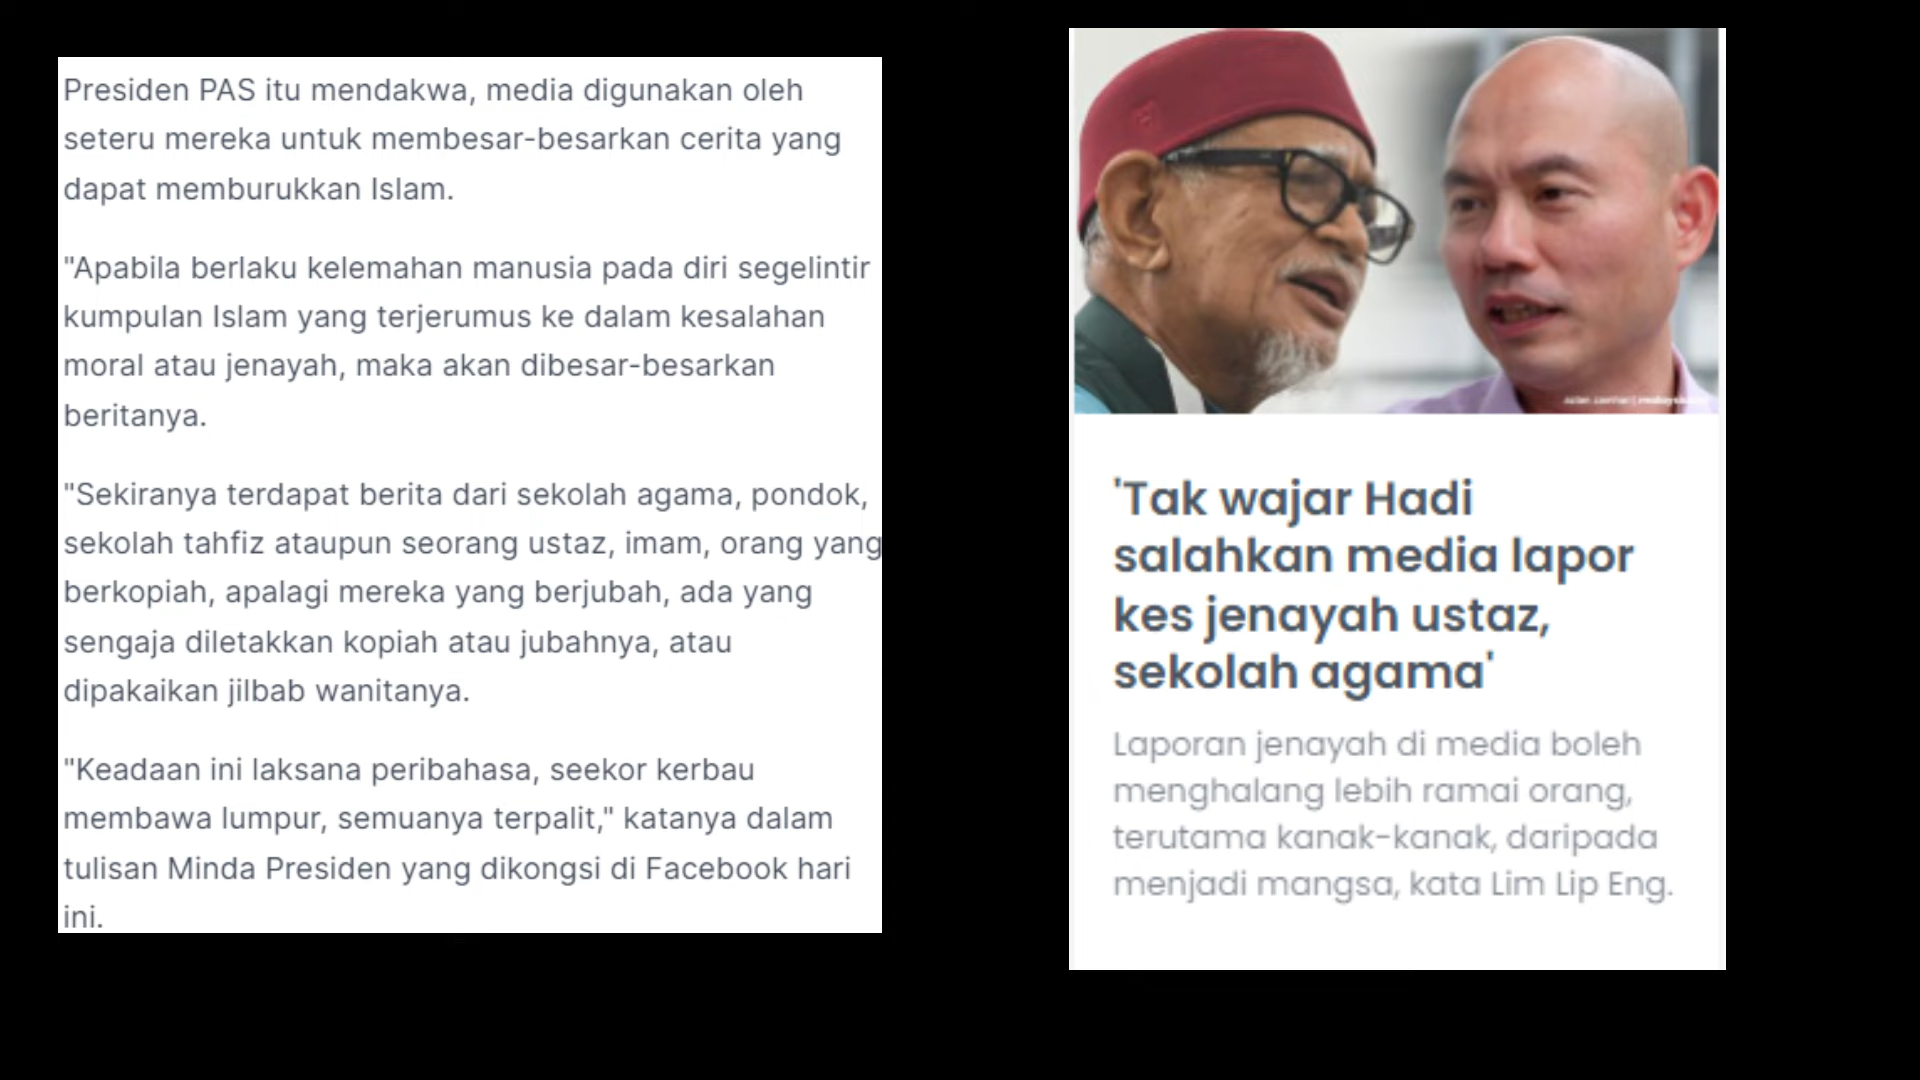 Presiden PAS itu mendakwa, media digunakan oleh
seteru mereka untuk membesar-besarkan cerita yang
dapat memburukkan Islam.
"Apabila berlaku kelemahan manusia pada diri segelintir
kumpulan Islam yang terjerumus ke dalam kesalahan
moral atau jenayah, maka akan dibesar-besarkan
beritanya.
"Sekiranya terdapat berita dari sekolah agama, pondok,
sekolah tahfiz ataupun seorang ustaz, imam, orang yang
berkopiah, apalagi mereka yang berjubah, ada yang
sengaja diletakkan kopiah atau jubahnya, atau
dipakaikan jilbab wanitanya.
"Keadaan ini laksana peribahasa, seekor kerbau
membawa lumpur, semuanya terpalit," katanya dalam
tulisan Minda Presiden yang dikongsi di Facebook hari
ini.
'Tak wajar Hadi
salahkan media lapor
kes jenayah ustaz,
sekolah agama'
Laporan jenayah di media boleh
menghalang lebih ramai orang,
terutama kanak-kanak, daripada
menjadi mangsa, kata Lim Lip Eng.